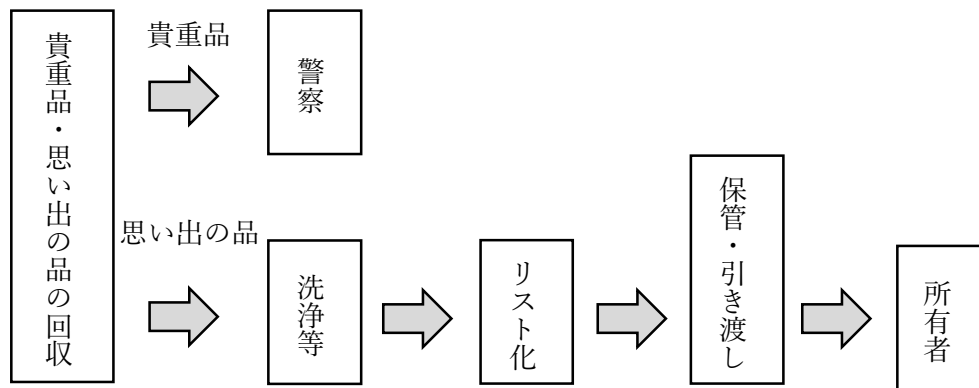 貴重品・思い出の品の回収
貴重品
警察
思い出の品
洗浄等
リスト化
保管・引き渡し
所有者